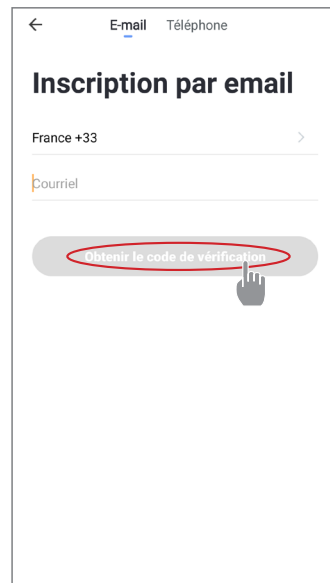 E-mail Téléphone
Inscription par email
France +33
Courriel
Obtenir le code de vérification